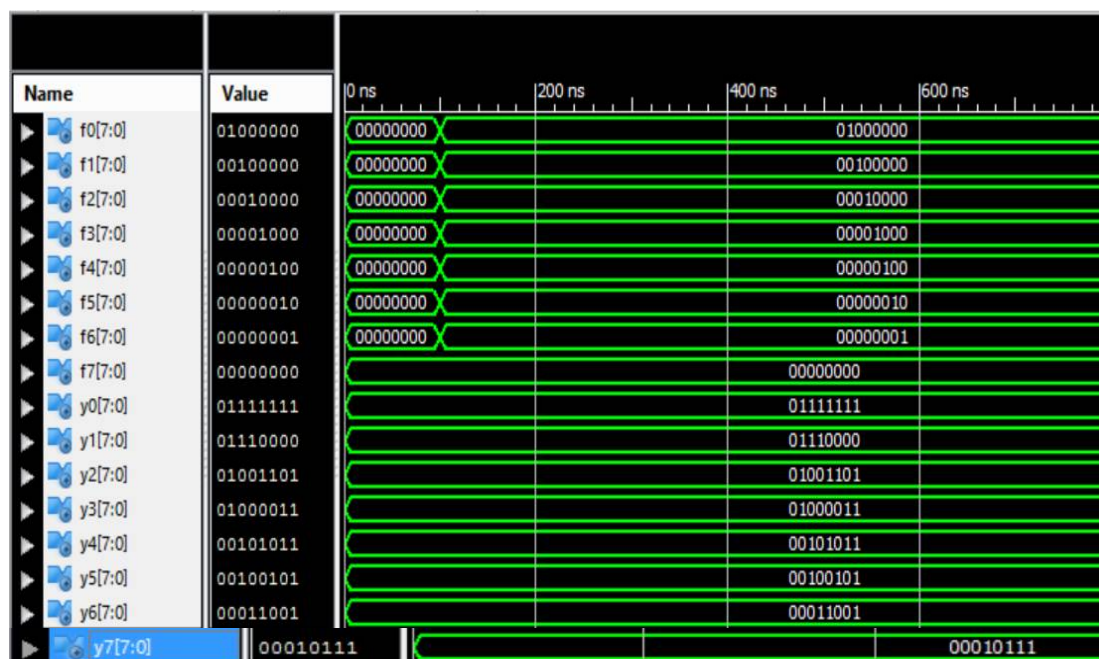 Name Value 0 ns 200 ns 400 ns 600 ns
f0[7:0] 01000000 00000000 01000000
f1[7:0] 00100000 00000000 00100000
f2[7:0] 00010000 00000000 00010000
f3[7:0] 00001000 00000000 00001000
f4[7:0] 00000100 00000000 00000100
f5[7:0] 00000010 00000000 00000010
f6[7:0] 00000001 00000000 00000001
f7[7:0] 00000000 00000000
y0[7:0] 01111111 01111111
y1[7:0] 01110000 01110000
y2[7:0] 01001101 01001101
y3[7:0] 01000011 01000011
y4[7:0] 00101011 00101011
y5[7:0] 00100101 00100101
y6[7:0] 00011001 00011001
y7[7:0] 00010111 00010111